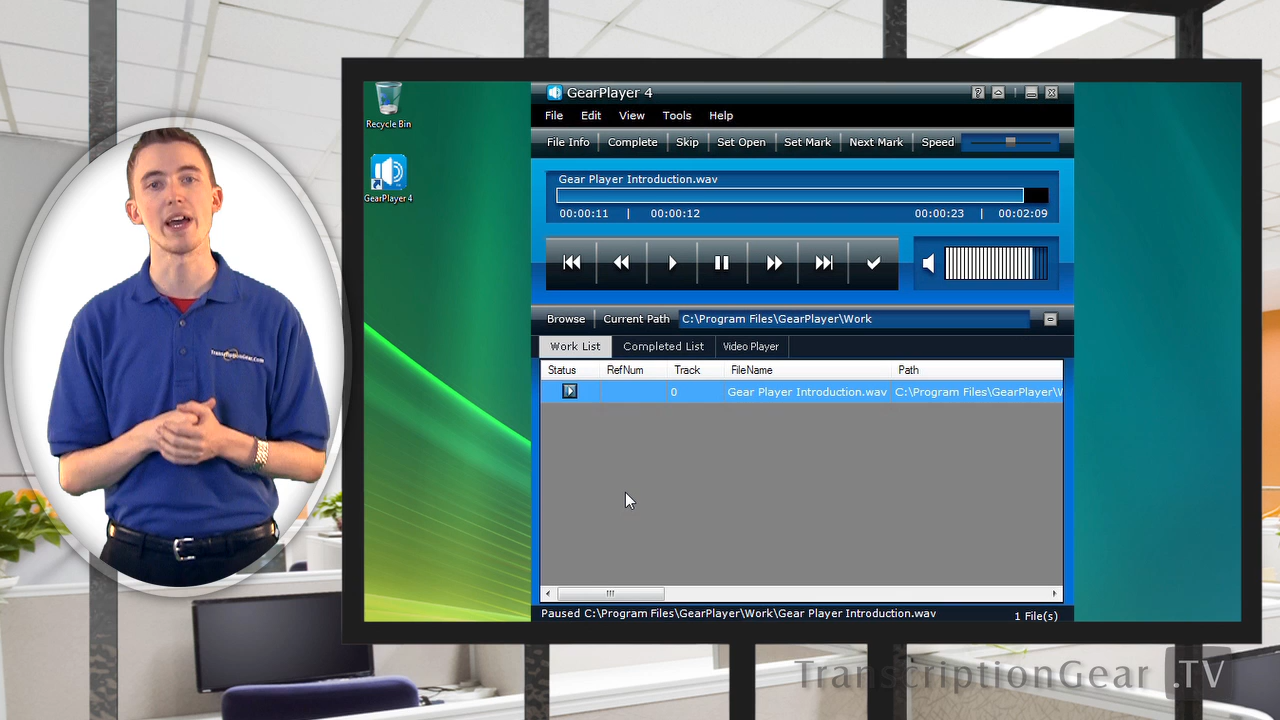 Recycle Bin
GearPlayer 4
TranscriptionGear.Com
GearPlayer 4
File Edit View Tools Help
File Info Complete Skip Set Open Set Mark Next Mark Speed
Gear Player Introduction.wav
00:00:11 | 00:00:12 00:00:23 | 00:02:09
Browse Current Path C:\Program Files\GearPlayer\Work
Work List Completed List Video Player
Status RefNum Track FileName Path
0 Gear Player Introduction.wav C:\Program Files\GearPlayer\W
Paused C:\Program Files\GearPlayer\Work\Gear Player Introduction.wav 1 File(s)
TranscriptionGear .TV